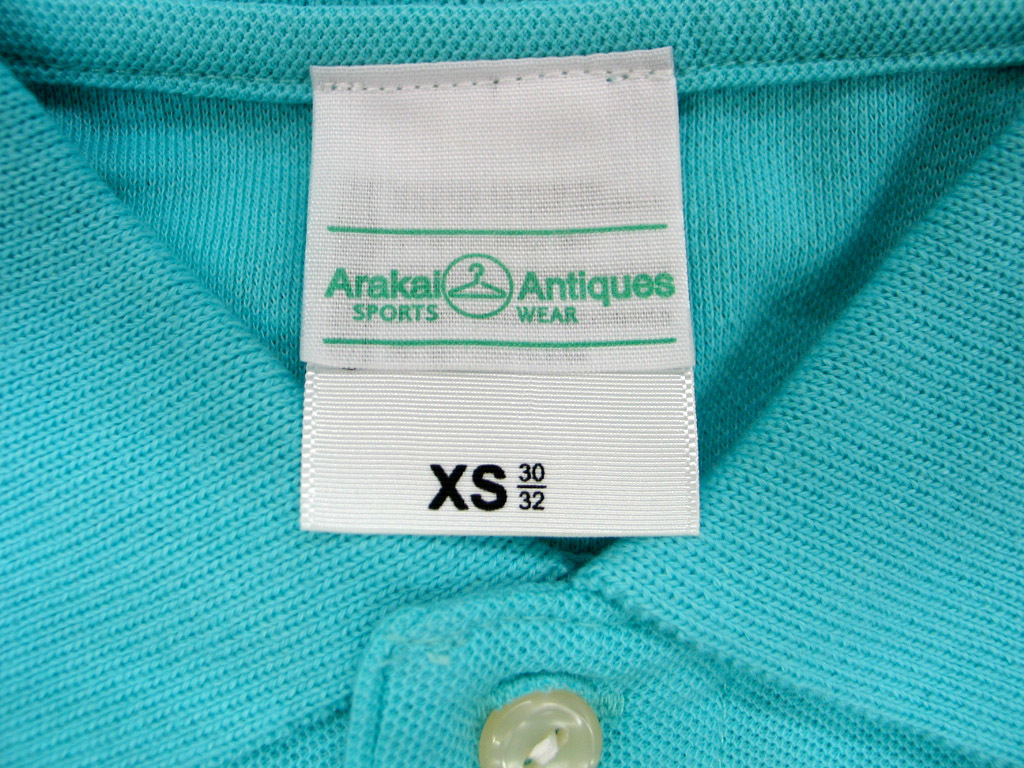 Arakai Antiques
SPORTS WEAR
XS 30
32